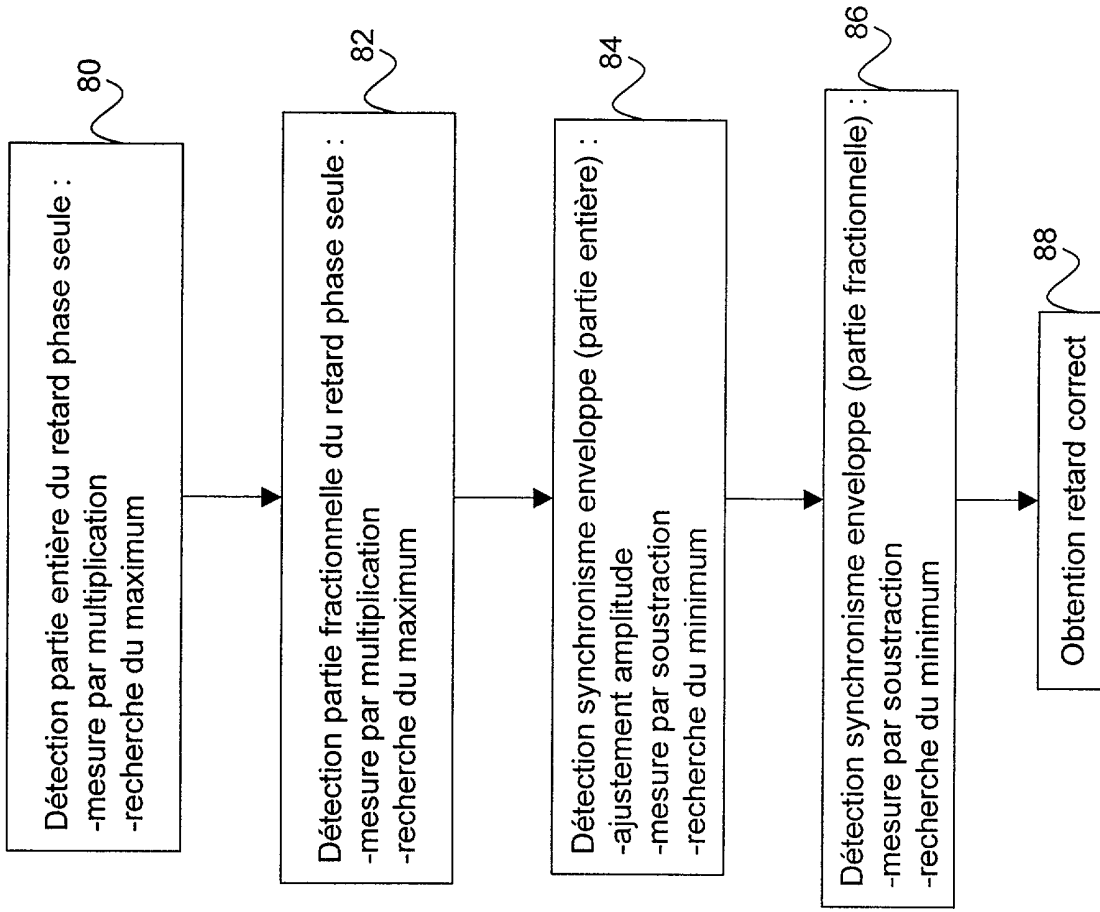 Détection partie entière du retard phase seule :
-mesure par multiplication
-recherche du maximum
80
Détection partie fractionnelle du retard phase seule :
-mesure par multiplication
-recherche du maximum
82
Détection synchronisme enveloppe (partie entière) :
-ajustement amplitude
-mesure par soustraction
-recherche du minimum
84
Détection synchronisme enveloppe (partie fractionnelle) :
-mesure par soustraction
-recherche du minimum
86
Obtention retard correct
88